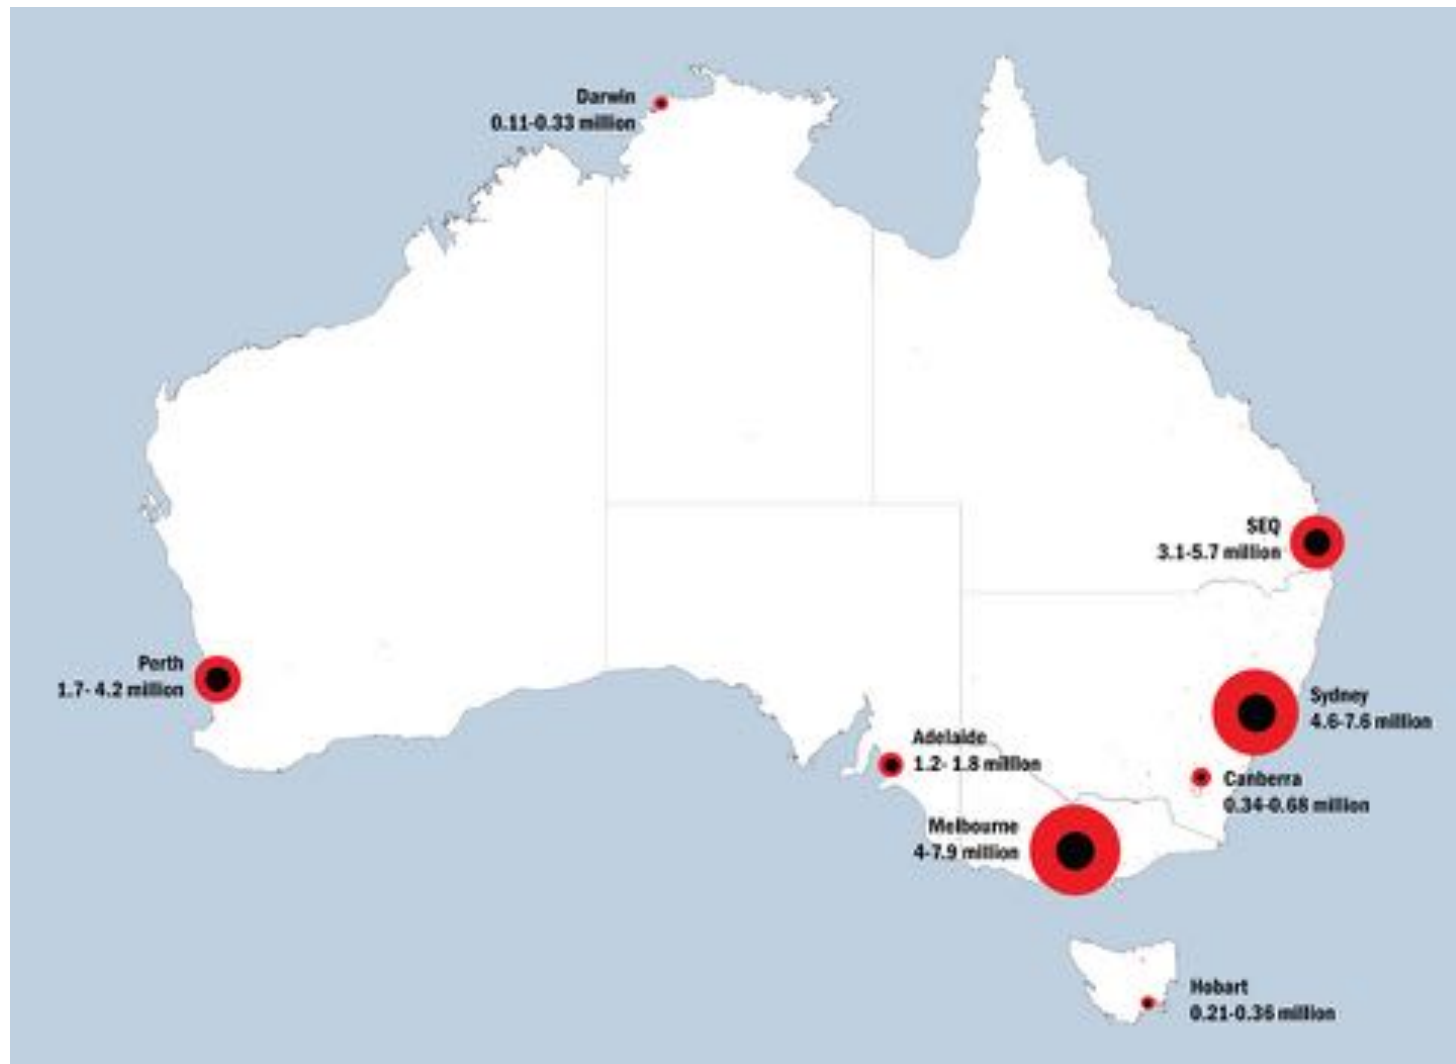 Darwin
0.11-0.33 million
SEQ
3.1-5.7 million
Perth
1.7- 4.2 million
Sydney
4.6-7.6 million
Adelaide
1.2- 1.8 million
Canberra
0.34-0.68 million
Melbourne
4-7.9 million
Hobart
0.21-0.36 million